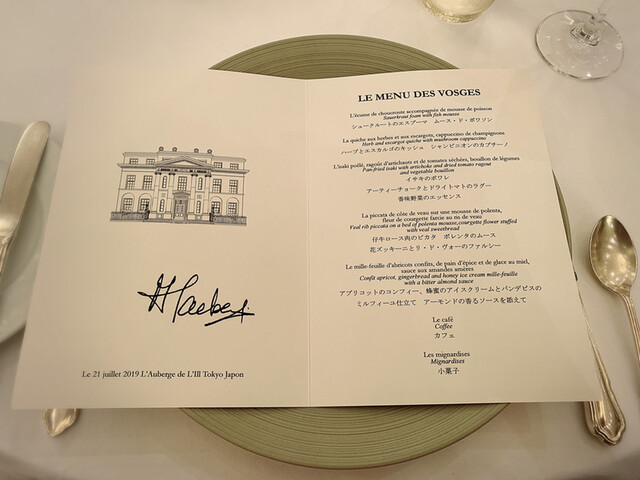 Le 21 juillet 2019 L'Auberge de L'Ill Tokyo Japon
LE MENU DES VOSGES
L'écume de choucroute accompagnée de mousse de poisson
Sauerkraut foam with fish mousse
シュークルートのエスプーマ ムース・ド・ポワソン
La quiche aux herbes et aux escargots, cappuccino de champignons
Herb and escargot quiche with mushroom cappuccino
ハーブとエスカルゴのキッシュ シャンピニオンのカプチーノ
L'isaki poêlé, ragoût d'artichauts et de tomates séchées, bouillon de légumes
Pan-fried isaki with artichoke and dried tomato ragout
and vegetable bouillon
イサキのポワレ
アーティーチョークとドライトマトのラグー
香味野菜のエッセンス
La piccata de côte de veau sur une mousse de polenta,
fleur de courgette farcie au ris de veau
Veal rib piccata on a bed of polenta mousse, courgette flower stuffed
with veal sweetbread
仔牛ロース肉のピカタ ポレンタのムース
花ズッキーニとリ・ド・ヴォーのファルシー
Le mille-feuille d'abricots confits, de pain d'épice et de glace au miel,
sauce aux amandes amères
Confit apricot, gingerbread and honey ice cream mille-feuille
with a bitter almond sauce
アプリコットのコンフィー、蜂蜜のアイスクリームとパンデピスの
ミルフィーユ仕立て アーモンドの香るソースを添えて
Le café
Coffee
カフェ
Les mignardises
Mignardises
小菓子